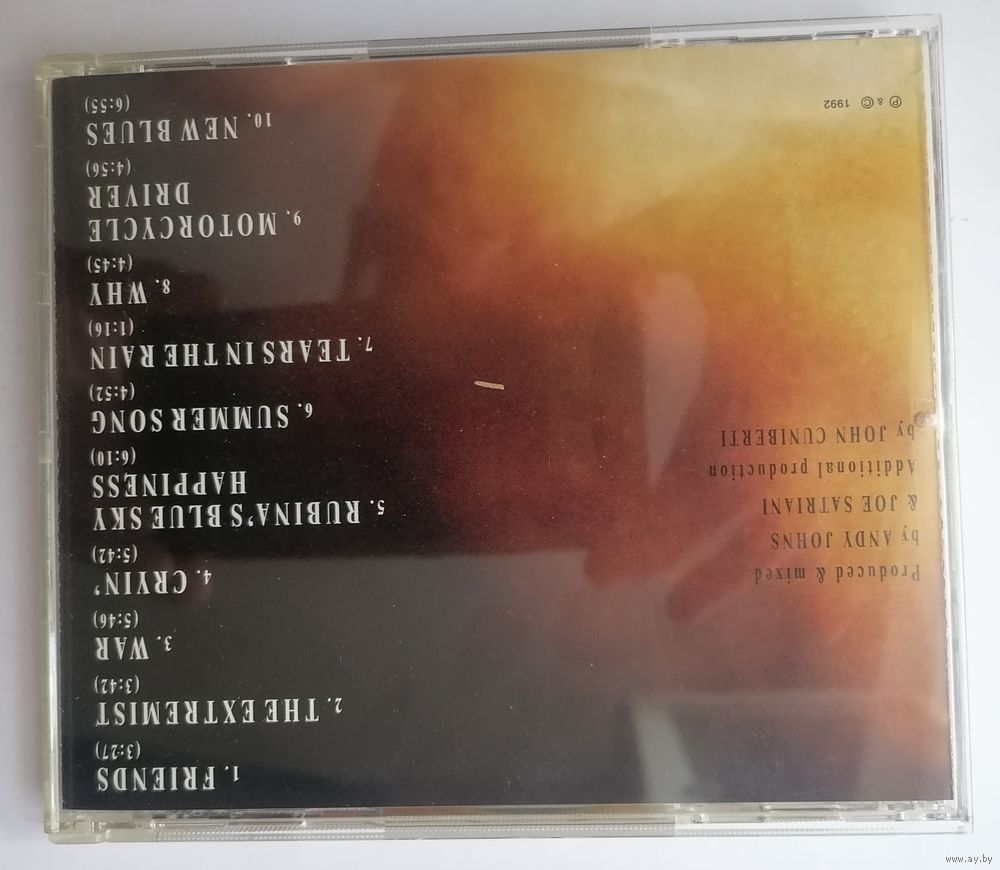 1. FRIENDS
(3:27)
2. THE EXTREMIST
(3:42)
3. WAR
(5:46)
4. CRYIN'
(5:42)
5. RUBINA'S BLUE SKY
HAPPINESS
(6:10)
6. SUMMER SONG
(4:52)
7. TEARS IN THE RAIN
(1:16)
8. WHY
(4:45)
9. MOTORCYCLE
DRIVER
(4:56)
10. NEW BLUES
(6:55)
Produced & mixed
by ANDY JOHNS
& JOE SATRIANI
Additional production
by JOHN CUNIBERTI
℗ & © 1992
www.ay.by